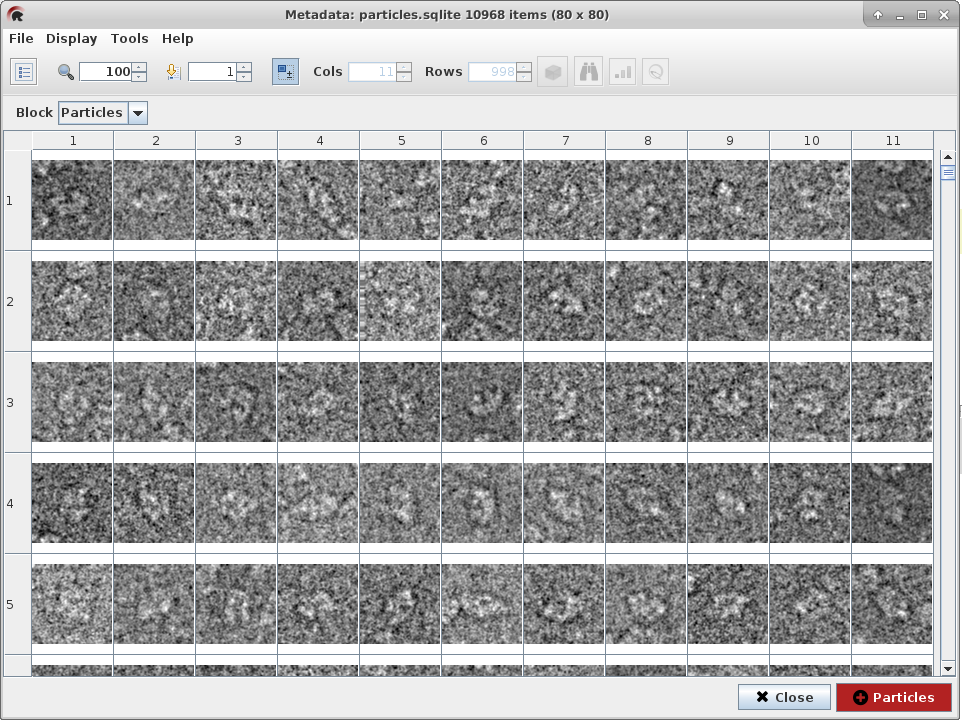 Metadata: particles.sqlite 10968 items (80 x 80)
File Display Tools Help
100 1 Cols 11 Rows 998
Block Particles
1 2 3 4 5 6 7 8 9 10 11
1
2
3
4
5
Close Particles